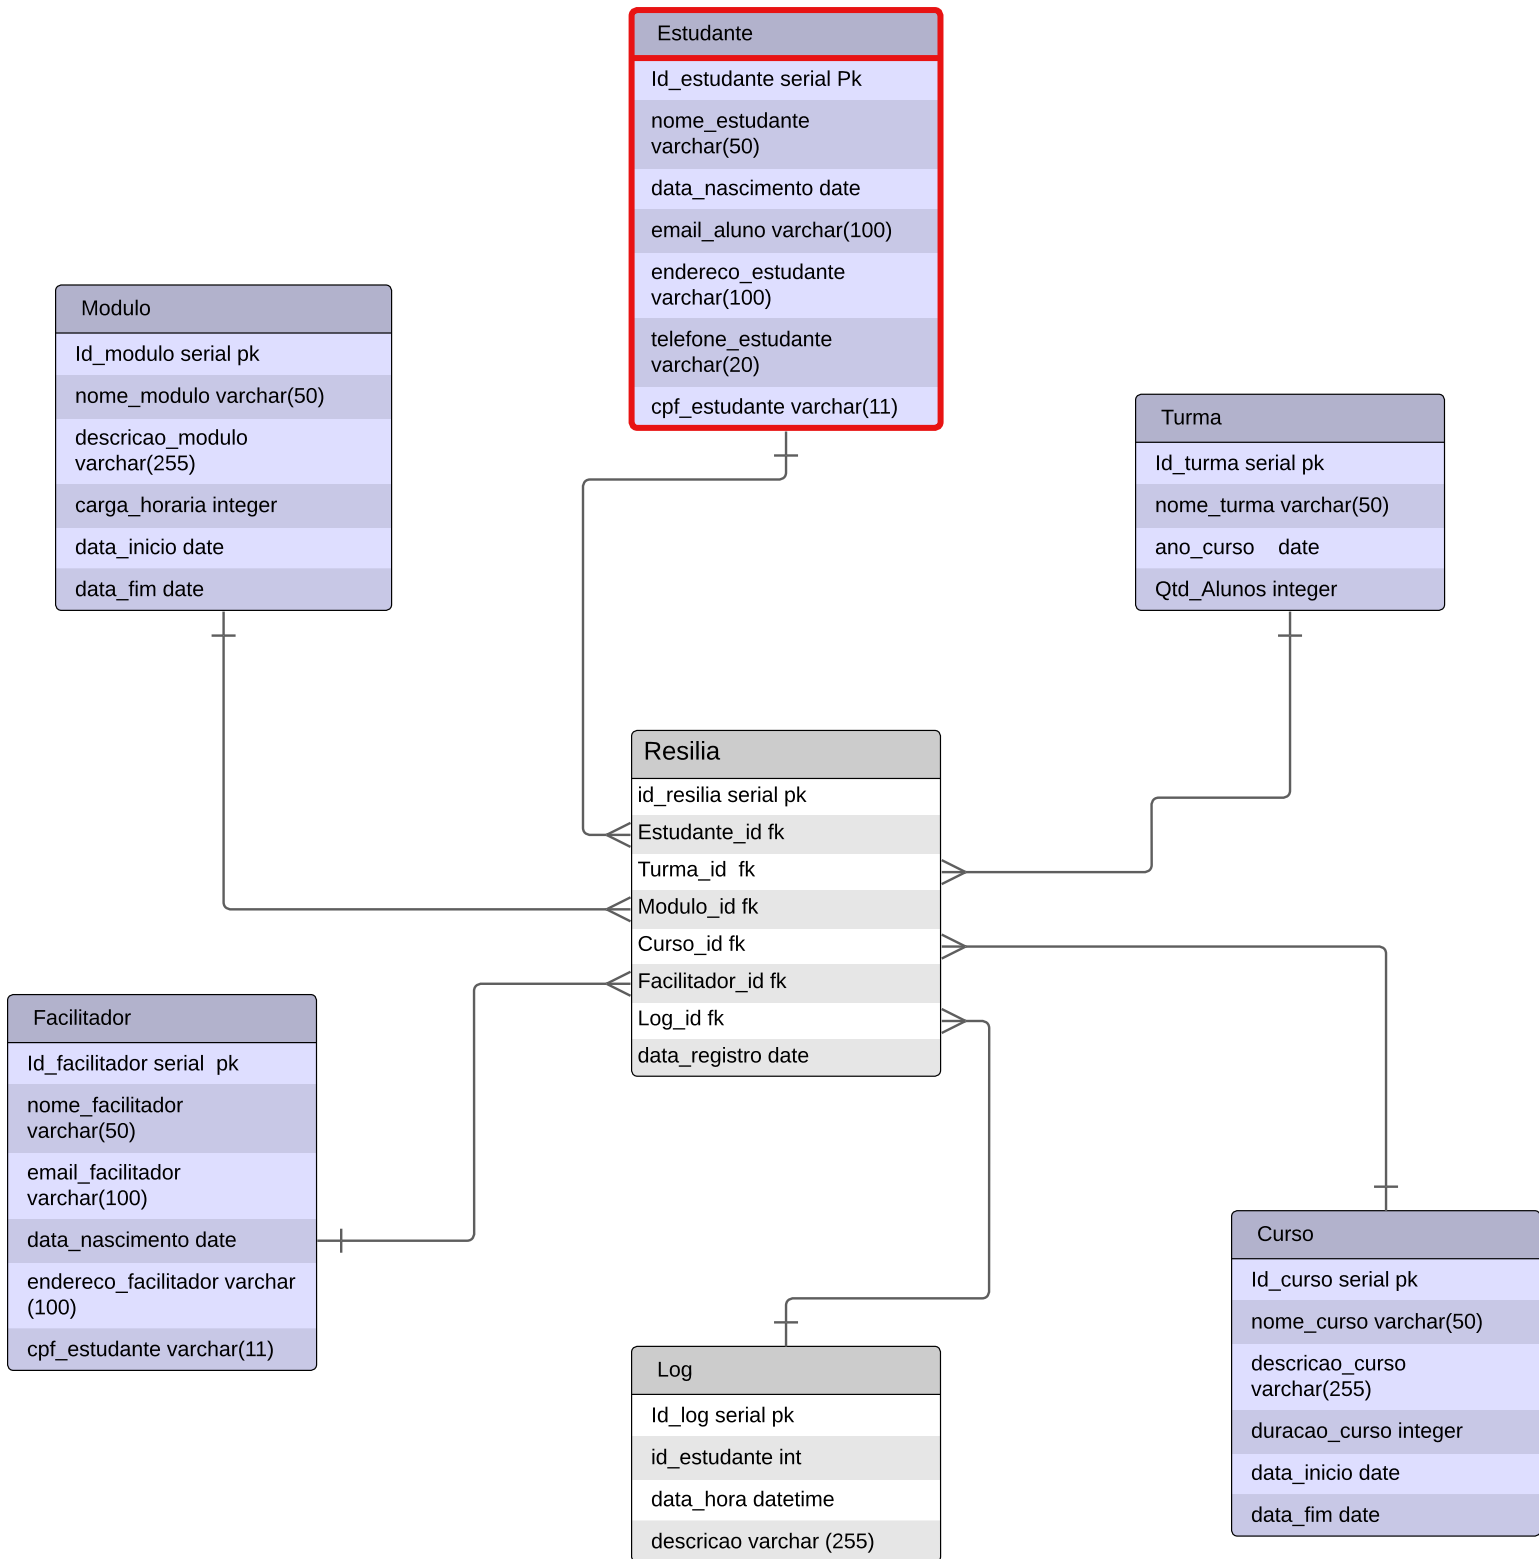 Estudante
Id_estudante serial Pk
nome_estudante
varchar(50)
data_nascimento date
email_aluno varchar(100)
endereco_estudante
varchar(100)
telefone_estudante
varchar(20)
cpf_estudante varchar(11)
Modulo
Id_modulo serial pk
nome_modulo varchar(50)
descricao_modulo
varchar(255)
carga_horaria integer
data_inicio date
data_fim date
Turma
Id_turma serial pk
nome_turma varchar(50)
ano_curso    date
Qtd_Alunos integer
Resilia
id_resilia serial pk
Estudante_id fk
Turma_id  fk
Modulo_id fk
Curso_id fk
Facilitador_id fk
Log_id fk
data_registro date
Facilitador
Id_facilitador serial  pk
nome_facilitador
varchar(50)
email_facilitador
varchar(100)
data_nascimento date
endereco_facilitador varchar
(100)
cpf_estudante varchar(11)
Curso
Id_curso serial pk
nome_curso varchar(50)
descricao_curso
varchar(255)
duracao_curso integer
data_inicio date
data_fim date
Log
Id_log serial pk
id_estudante int
data_hora datetime
descricao varchar (255)